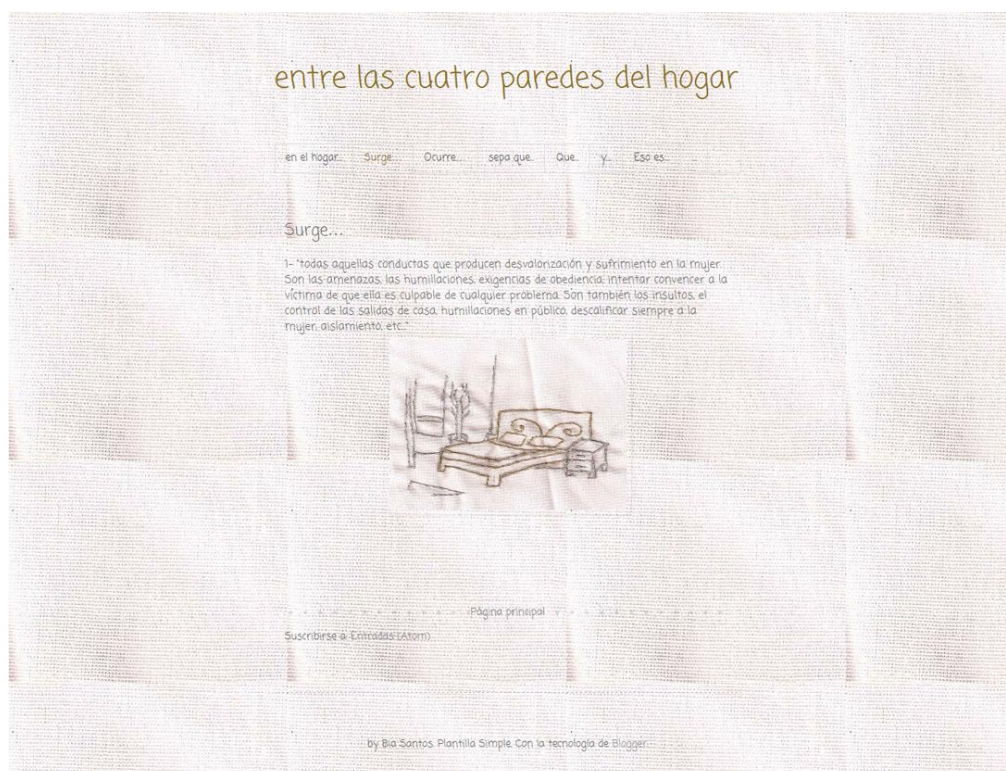 entre las cuatro paredes del hogar
en el hogar... Surge... Ocurre... sepa que... Que... y... Eso es...
Surge...
1- "todas aquellas conductas que producen desvalorización y sufrimiento en la mujer.
Son las amenazas, las humillaciones, exigencias de obediencia, intentar convencer a la
víctima de que ella es culpable de cualquier problema. Son también los insultos, el
control de las salidas de casa, humillaciones en público, descalificar siempre a la
mujer, aislamiento, etc..."
Página principal
Suscribirse a: Entradas (Atom)
by Bia Santos. Plantilla Simple. Con la tecnología de Blogger.